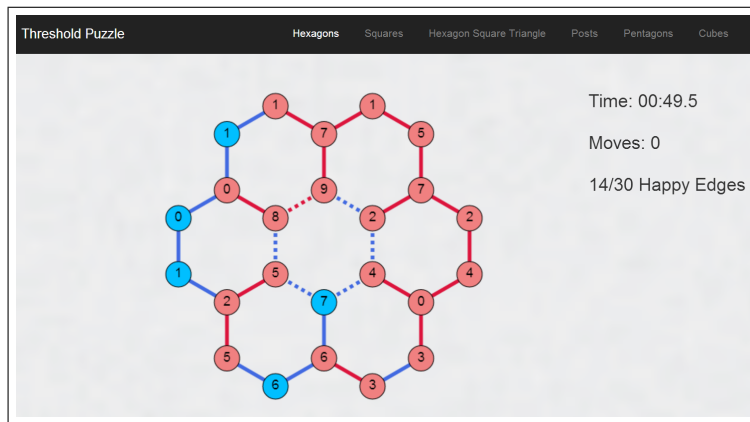 Threshold Puzzle Hexagons Squares Hexagon Square Triangle Posts Pentagons Cubes
Time: 00:49.5
Moves: 0
14/30 Happy Edges
1 1
1 7 5
0 9 7
0 8 2 2
1 5 4 4
2 7 0
5 6 3
6 3